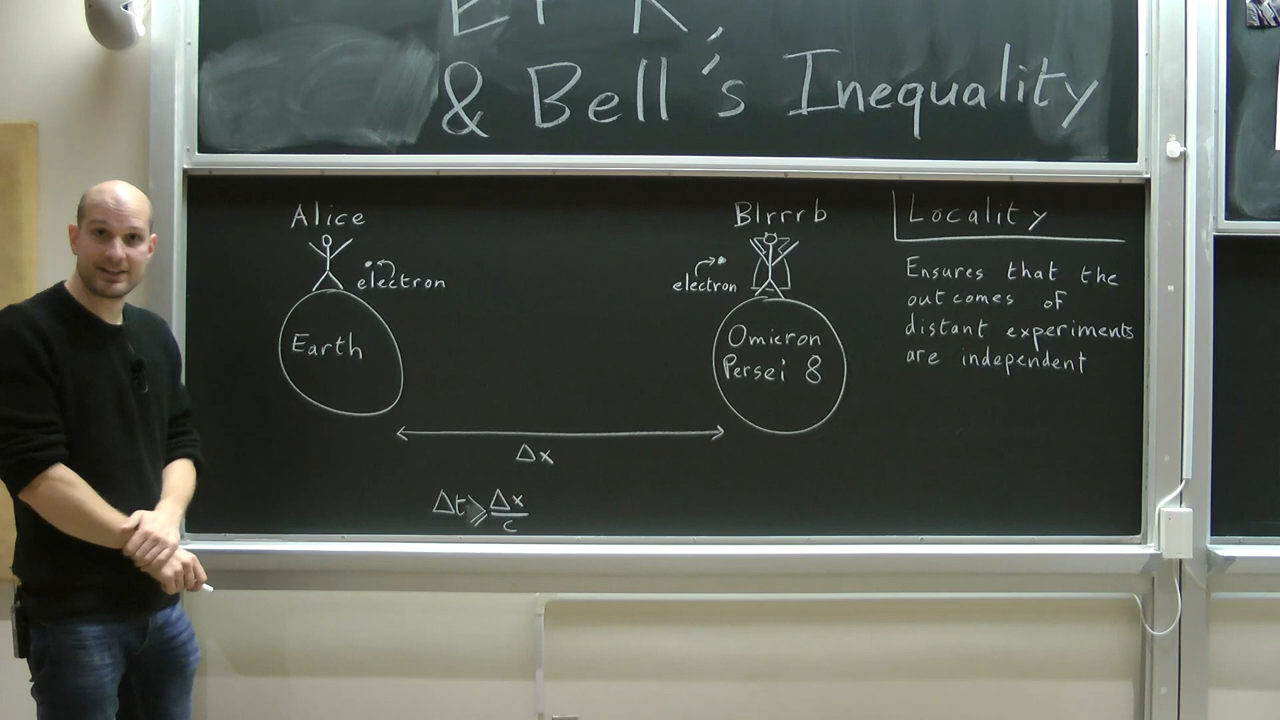 EPR,
& Bell's Inequality
Alice
electron
Earth
Blrrrb
electron
Omicron
Persei 8
Δx
Δt ⩾ Δx/c
Locality
Ensures that the
outcomes of
distant experiments
are independent